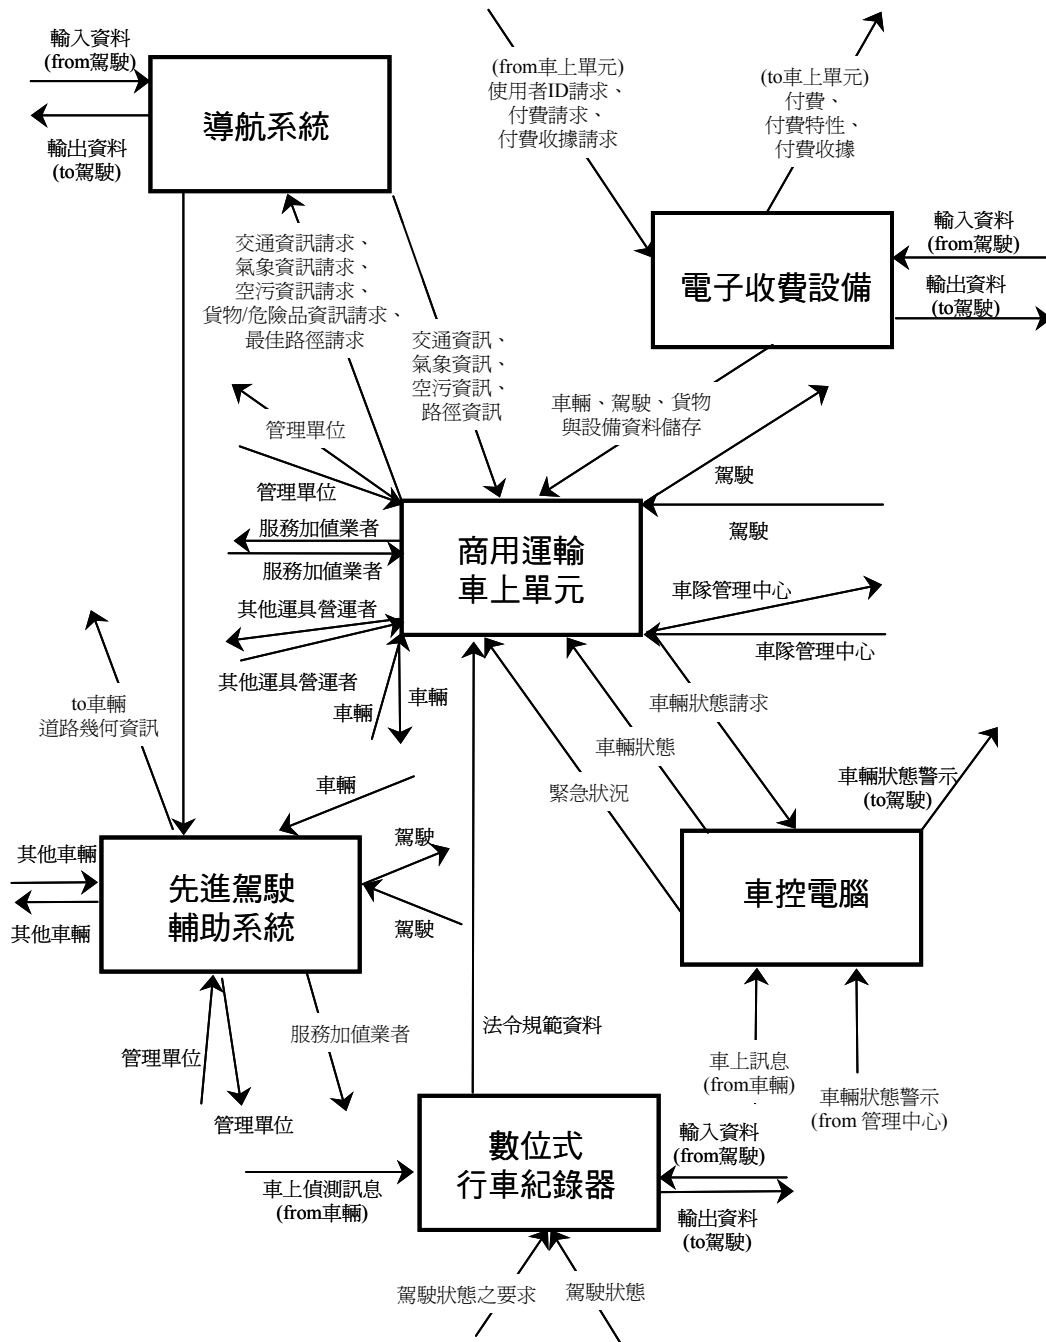 輸入資料
(from駕駛)
導航系統
輸出資料
(to駕駛)
(from車上單元)
使用者ID請求、
付費請求、
付費收據請求
(to車上單元)
付費、
付費特性、
付費收據
輸入資料
(from駕駛)
電子收費設備
輸出資料
(to駕駛)
交通資訊請求、
氣象資訊請求、
空污資訊請求、
貨物/危險品資訊請求、
最佳路徑請求
交通資訊、
氣象資訊、
空污資訊、
路徑資訊
車輛、駕駛、貨物
與設備資料儲存
管理單位
管理單位
服務加值業者
服務加值業者
其他運具營運者
其他運具營運者
車輛
車輛
商用運輸
車上單元
駕駛
駕駛
車隊管理中心
車隊管理中心
車輛狀態請求
車輛狀態
緊急狀況
to車輛
道路幾何資訊
車輛
駕駛
駕駛
其他車輛
其他車輛
先進駕駛
輔助系統
車輛狀態警示
(to駕駛)
車控電腦
車上訊息
(from車輛)
車輛狀態警示
(from 管理中心)
管理單位
管理單位
服務加值業者
法令規範資料
數位式
行車紀錄器
車上偵測訊息
(from車輛)
輸入資料
(from駕駛)
輸出資料
(to駕駛)
駕駛狀態之要求
駕駛狀態